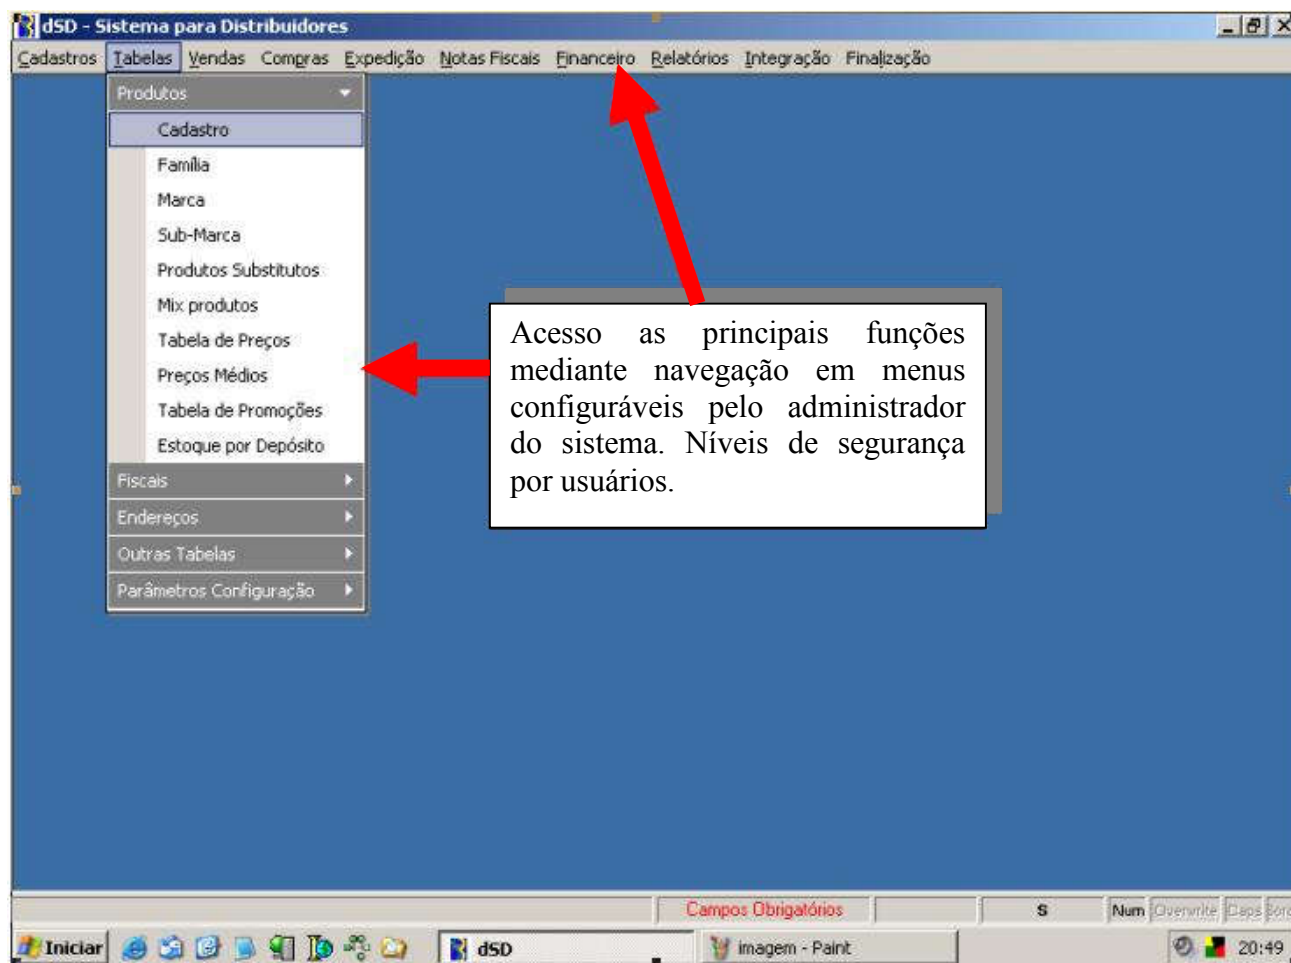 dSD - Sistema para Distribuidores
Cadastros Tabelas Vendas Compras Expedição Notas Fiscais Financeiro Relatórios Integração Finalização
Produtos
Cadastro
Família
Marca
Sub-Marca
Produtos Substitutos
Mix produtos
Tabela de Preços
Preços Médios
Tabela de Promoções
Estoque por Depósito
Fiscais
Endereços
Outras Tabelas
Parâmetros Configuração
Acesso as principais funções
mediante navegação em menus
configuráveis pelo administrador
do sistema. Níveis de segurança
por usuários.
Campos Obrigatórios S Num Overwrite Caps
Iniciar dSD imagem - Paint 20:49